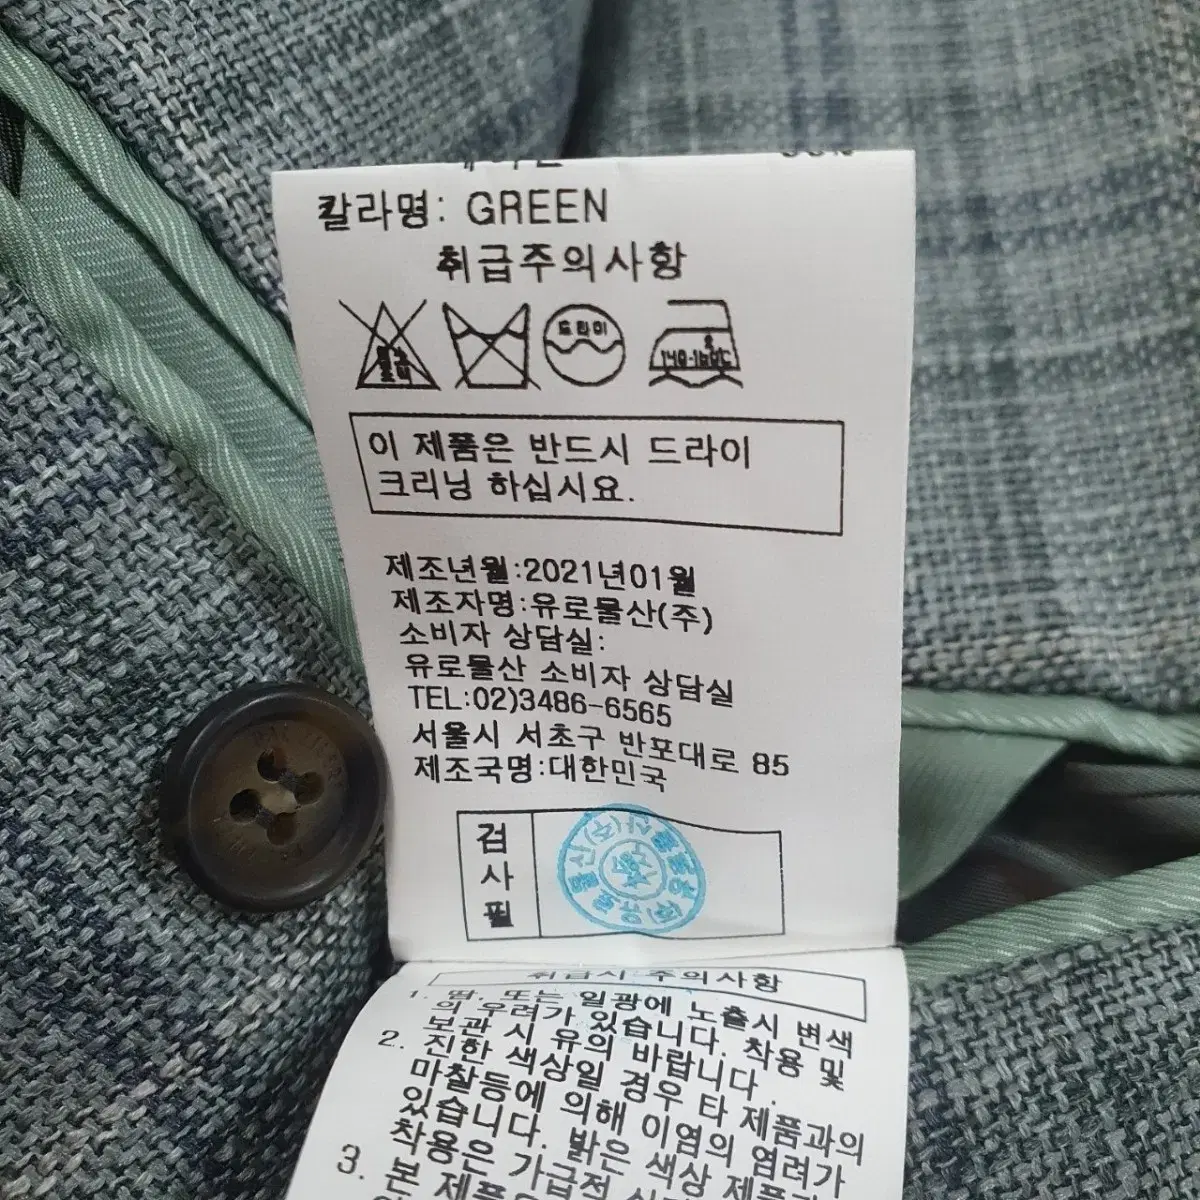 칼라명: GREEN
취급주의사항
드라이
이 제품은 반드시 드라이
크리닝 하십시요.
제조년월:2021년01월
제조자명:유로물산(주)
소비자 상담실:
유로물산 소비자 상담실
TEL:02)3486-6565
서울시 서초구 반포대로 85
제조국명:대한민국
검
사
필
취급시 주의사항
1. 땀. 또는 일광에 노출시 변색
의 우려가 있습니다. 착용 및
보관 시 유의 바랍니다.
2. 진한 색상일 경우 타 제품과의
마찰등에 의해 이염의 염려가
있습니다. 밝은 색상 제품
착용은 가급적
3. 본 제품